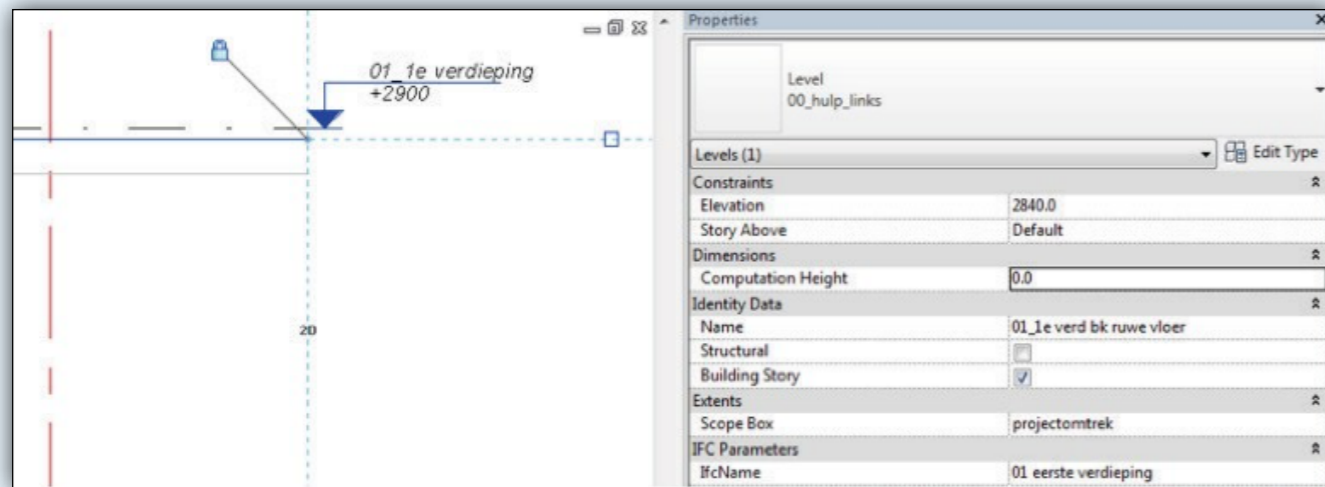 01_1e verdieping
+2900
20
Properties
Level
00_hulp_links
Levels (1)
Edit Type
Constraints
Elevation 2840.0
Story Above Default
Dimensions
Computation Height 0.0
Identity Data
Name 01_1e verd bk ruwe vloer
Structural
Building Story
Extents
Scope Box projectomtrek
IFC Parameters
IfcName 01 eerste verdieping